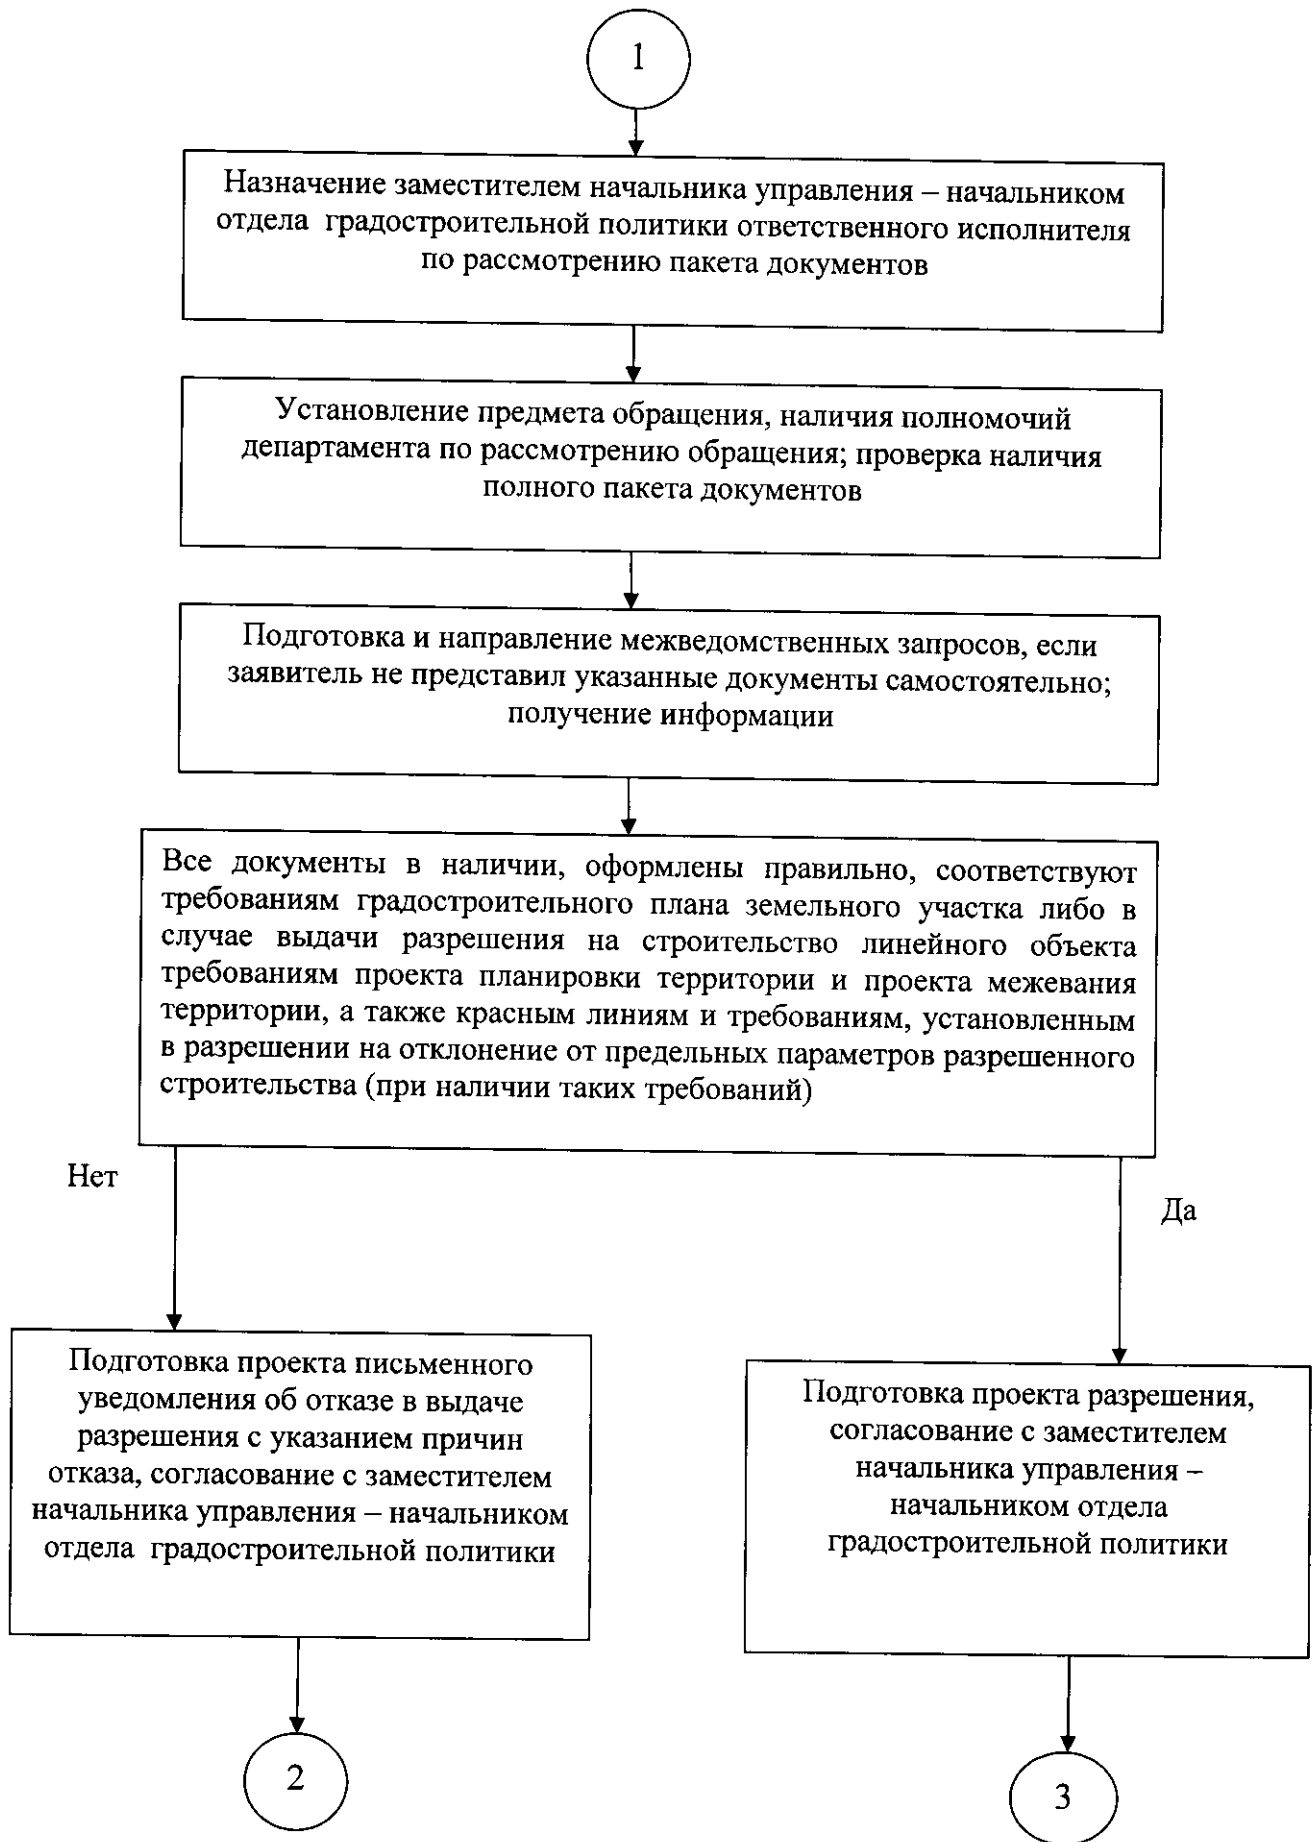 1
Назначение заместителем начальника управления – начальником
отдела градостроительной политики ответственного исполнителя
по рассмотрению пакета документов
Установление предмета обращения, наличия полномочий
департамента по рассмотрению обращения; проверка наличия
полного пакета документов
Подготовка и направление межведомственных запросов, если
заявитель не представил указанные документы самостоятельно;
получение информации
Все документы в наличии, оформлены правильно, соответствуют
требованиям градостроительного плана земельного участка либо в
случае выдачи разрешения на строительство линейного объекта
требованиям проекта планировки территории и проекта межевания
территории, а также красным линиям и требованиям, установленным
в разрешении на отклонение от предельных параметров разрешенного
строительства (при наличии таких требований)
Нет
Да
Подготовка проекта письменного
уведомления об отказе в выдаче
разрешения с указанием причин
отказа, согласование с заместителем
начальника управления – начальником
отдела градостроительной политики
Подготовка проекта разрешения,
согласование с заместителем
начальника управления –
начальником отдела
градостроительной политики
2
3